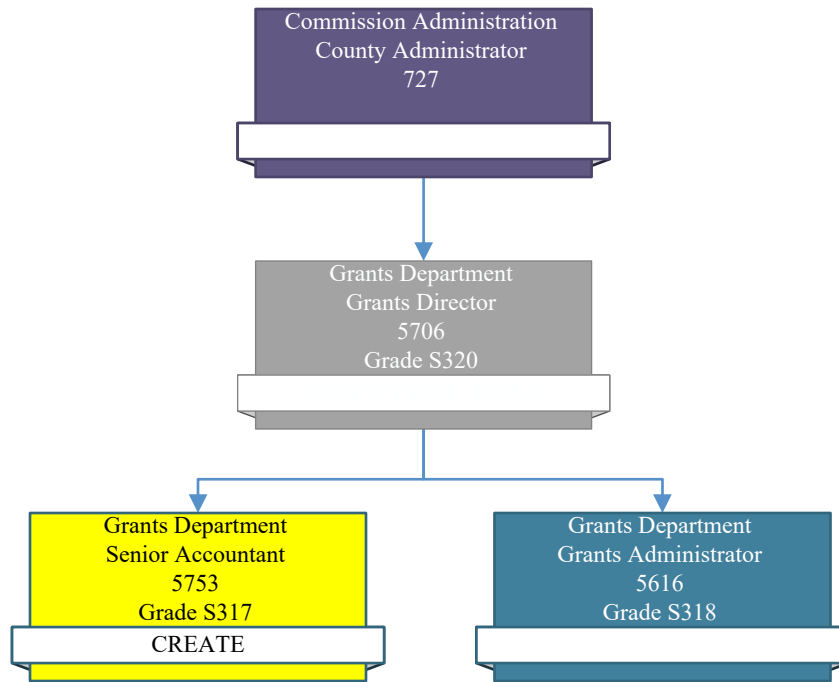 Commission Administration
County Administrator
727
Grants Department
Grants Director
5706
Grade S320
Grants Department
Senior Accountant
5753
Grade S317
CREATE
Grants Department
Grants Administrator
5616
Grade S318